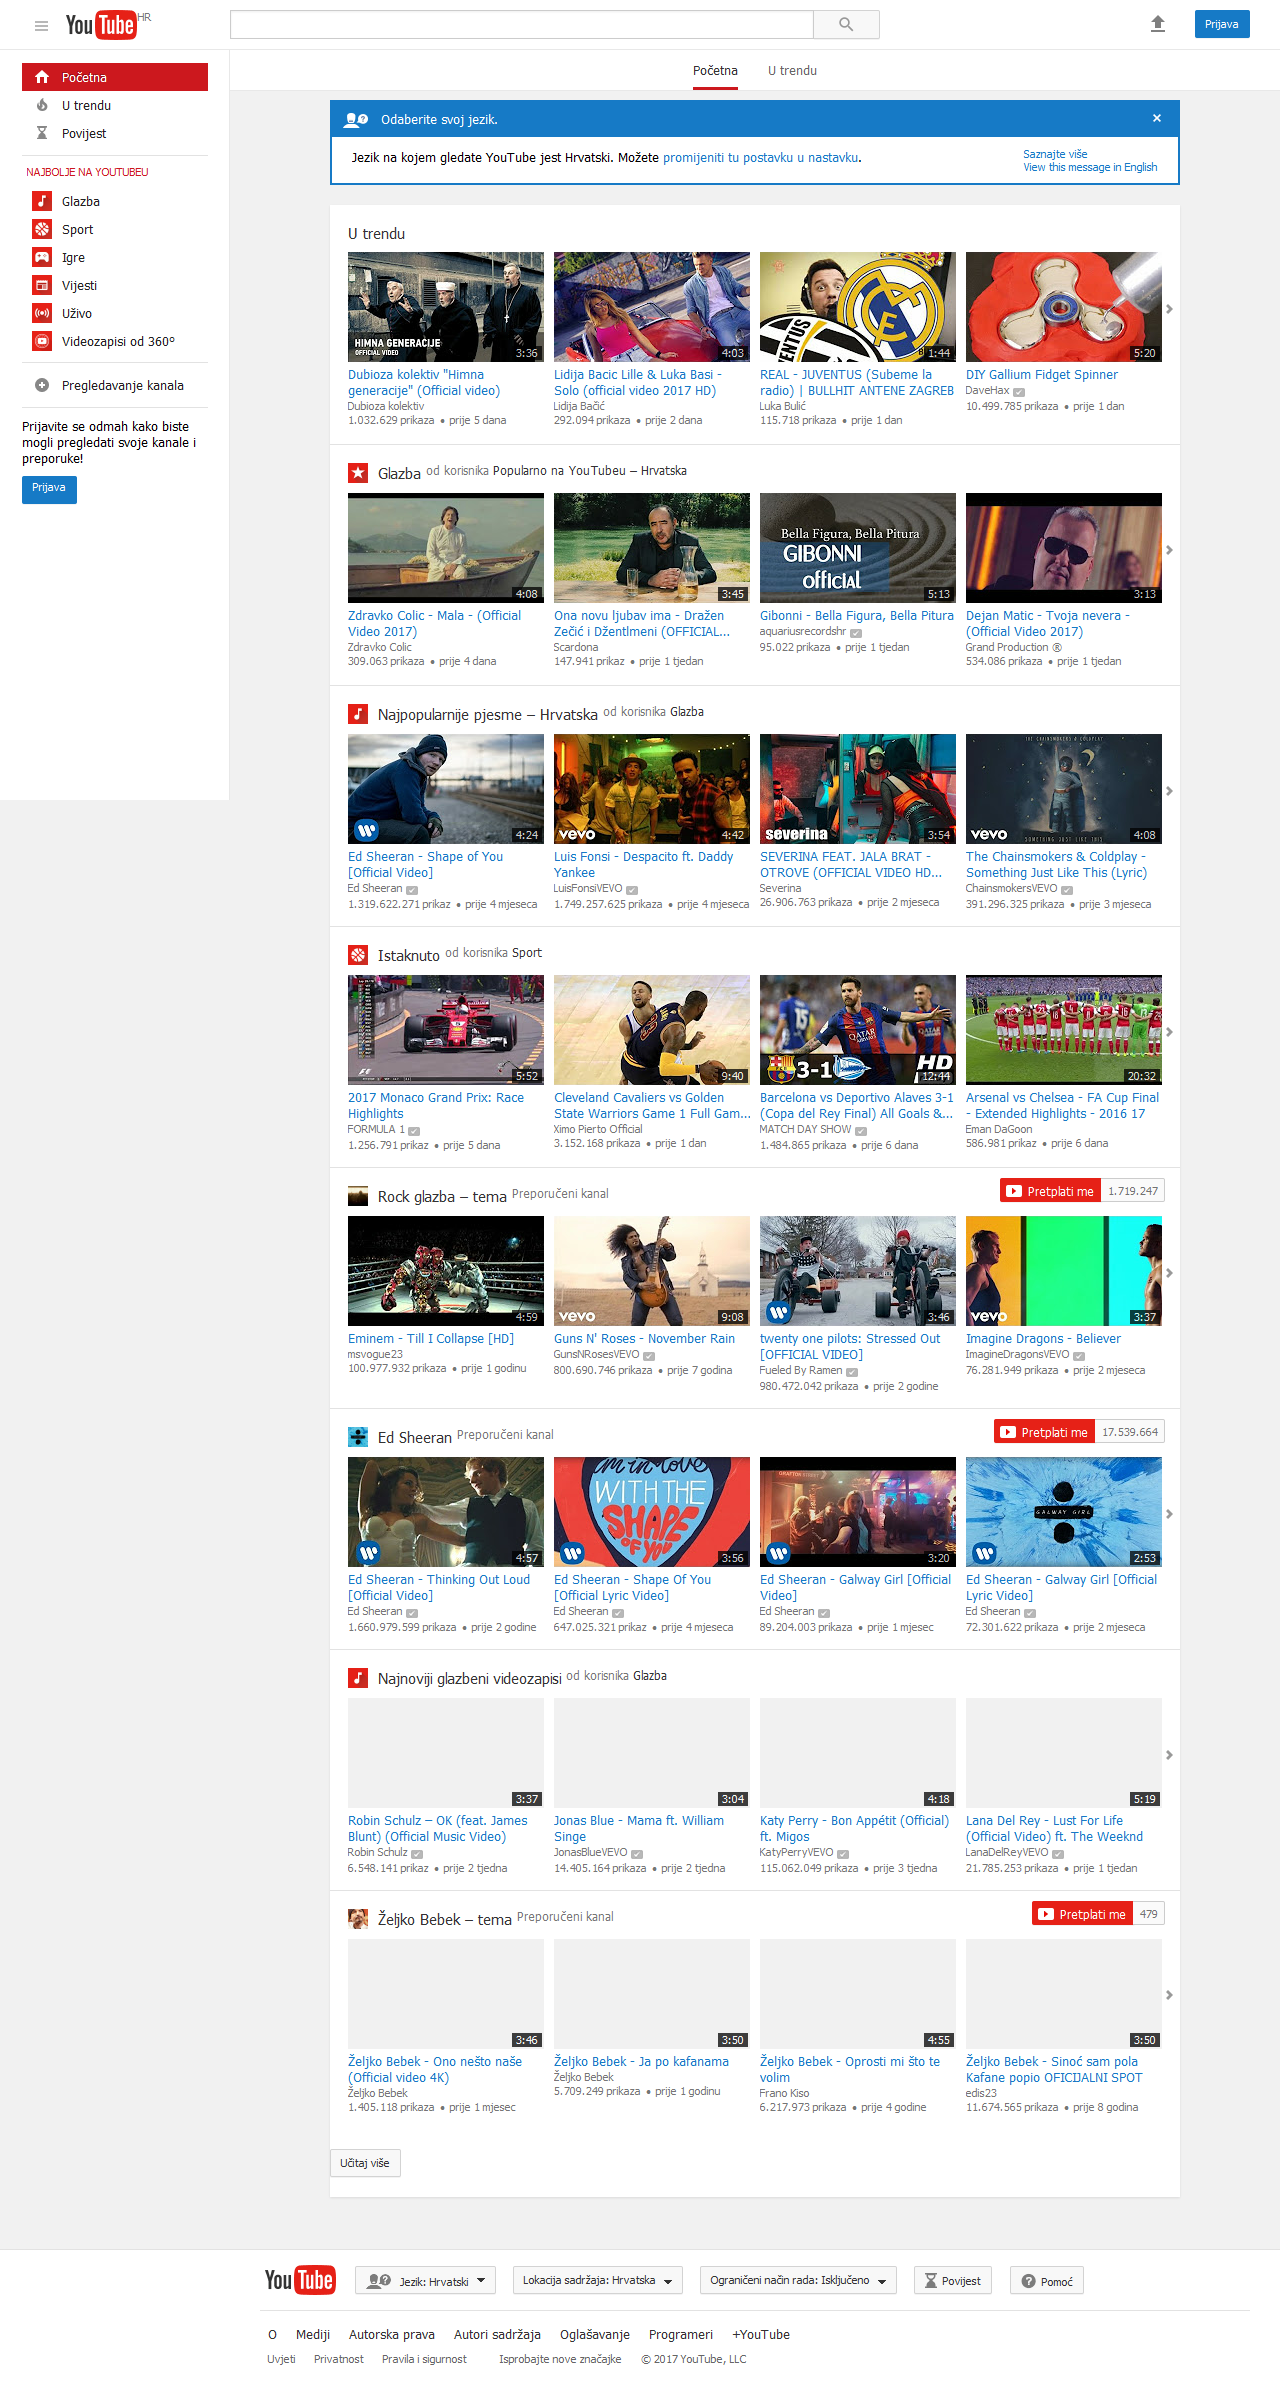 YouTube HR
Prijava
Početna
U trendu
Početna
U trendu
Povijest
NAJBOLJE NA YOUTUBEU
Glazba
Sport
Igre
Vijesti
Uživo
Videozapisi od 360°
Pregledavanje kanala
Prijavite se odmah kako biste
mogli pregledati svoje kanale i
preporuke!
Prijava
Odaberite svoj jezik.
×
Jezik na kojem gledate YouTube jest Hrvatski. Možete promijeniti tu postavku u nastavku.
Saznajte više
View this message in English
U trendu
HIMNA GENERACIJE
OFFICIAL VIDEO
3:36
Dubioza kolektiv "Himna
generacije" (Official video)
Dubioza kolektiv
1.032.629 prikaza • prije 5 dana
4:03
Lidija Bacic Lille & Luka Basi -
Solo (official video 2017 HD)
Lidija Bačić
292.094 prikaza • prije 2 dana
JUVENTUS
1:44
REAL - JUVENTUS (Subeme la
radio) | BULLHIT ANTENE ZAGREB
Luka Bulić
115.718 prikaza • prije 1 dan
5:20
DIY Gallium Fidget Spinner
DaveHax
10.499.785 prikaza • prije 1 dan
Glazba od korisnika Popularno na YouTubeu – Hrvatska
4:08
Zdravko Colic - Mala - (Official
Video 2017)
Zdravko Colic
309.063 prikaza • prije 4 dana
3:45
Ona novu ljubav ima - Dražen
Zečić i Džentlmeni (OFFICIAL...
Scardona
147.941 prikaz • prije 1 tjedan
Bella Figura, Bella Pitura
GIBONNI
official
5:13
Gibonni - Bella Figura, Bella Pitura
aquariusrecordshr
95.022 prikaza • prije 1 tjedan
3:13
Dejan Matic - Tvoja nevera -
(Official Video 2017)
Grand Production ®
534.086 prikaza • prije 1 tjedan
Najpopularnije pjesme – Hrvatska od korisnika Glazba
4:24
Ed Sheeran - Shape of You
[Official Video]
Ed Sheeran
1.319.622.271 prikaz • prije 4 mjeseca
vevo
4:42
Luis Fonsi - Despacito ft. Daddy
Yankee
LuisFonsiVEVO
1.749.257.625 prikaza • prije 4 mjeseca
severina
3:54
SEVERINA FEAT. JALA BRAT -
OTROVE (OFFICIAL VIDEO HD...
Severina
26.906.763 prikaza • prije 2 mjeseca
THE CHAINSMOKERS & COLDPLAY
vevo
SOMETHING JUST LIKE THIS
4:08
The Chainsmokers & Coldplay -
Something Just Like This (Lyric)
ChainsmokersVEVO
391.296.325 prikaza • prije 3 mjeseca
Istaknuto od korisnika Sport
5:52
2017 Monaco Grand Prix: Race
Highlights
FORMULA 1
1.256.791 prikaz • prije 5 dana
9:40
Cleveland Cavaliers vs Golden
State Warriors Game 1 Full Gam...
Ximo Pierto Official
3.152.168 prikaza • prije 1 dan
3-1
HD
12:44
Barcelona vs Deportivo Alaves 3-1
(Copa del Rey Final) All Goals &...
MATCH DAY SHOW
1.484.865 prikaza • prije 6 dana
20:32
Arsenal vs Chelsea - FA Cup Final
- Extended Highlights - 2016 17
Eman DaGoon
586.981 prikaz • prije 6 dana
Rock glazba – tema Preporučeni kanal
Pretplati me 1.719.247
4:59
Eminem - Till I Collapse [HD]
msvogue23
100.977.932 prikaza • prije 1 godinu
vevo
9:08
Guns N' Roses - November Rain
GunsNRosesVEVO
800.690.746 prikaza • prije 7 godina
3:46
twenty one pilots: Stressed Out
[OFFICIAL VIDEO]
Fueled By Ramen
980.472.042 prikaza • prije 2 godine
vevo
3:37
Imagine Dragons - Believer
ImagineDragonsVEVO
76.281.949 prikaza • prije 2 mjeseca
Ed Sheeran Preporučeni kanal
Pretplati me 17.539.664
4:57
Ed Sheeran - Thinking Out Loud
[Official Video]
Ed Sheeran
1.660.979.599 prikaza • prije 2 godine
I'm in love
WITH THE
SHAPE
OF YOU
3:56
Ed Sheeran - Shape Of You
[Official Lyric Video]
Ed Sheeran
647.025.321 prikaz • prije 4 mjeseca
3:20
Ed Sheeran - Galway Girl [Official
Video]
Ed Sheeran
89.204.003 prikaza • prije 1 mjesec
GALWAY GIRL
2:53
Ed Sheeran - Galway Girl [Official
Lyric Video]
Ed Sheeran
72.301.622 prikaza • prije 2 mjeseca
Najnoviji glazbeni videozapisi od korisnika Glazba
3:37
Robin Schulz – OK (feat. James
Blunt) (Official Music Video)
Robin Schulz
6.548.141 prikaz • prije 2 tjedna
3:04
Jonas Blue - Mama ft. William
Singe
JonasBlueVEVO
14.405.164 prikaza • prije 2 tjedna
4:18
Katy Perry - Bon Appétit (Official)
ft. Migos
KatyPerryVEVO
115.062.049 prikaza • prije 3 tjedna
5:19
Lana Del Rey - Lust For Life
(Official Video) ft. The Weeknd
LanaDelReyVEVO
21.785.253 prikaza • prije 1 tjedan
Željko Bebek – tema Preporučeni kanal
Pretplati me 479
3:46
Željko Bebek - Ono nešto naše
(Official video 4K)
Željko Bebek
1.405.118 prikaza • prije 1 mjesec
3:50
Željko Bebek - Ja po kafanama
Željko Bebek
5.709.249 prikaza • prije 1 godinu
4:55
Željko Bebek - Oprosti mi što te
volim
Frano Kiso
6.217.973 prikaza • prije 4 godine
3:50
Željko Bebek - Sinoć sam pola
Kafane popio OFICIJALNI SPOT
edis23
11.674.565 prikaza • prije 8 godina
Učitaj više
YouTube
Jezik: Hrvatski
Lokacija sadržaja: Hrvatska
Ograničeni način rada: Isključeno
Povijest
Pomoć
O Mediji Autorska prava Autori sadržaja Oglašavanje Programeri +YouTube
Uvjeti Privatnost Pravila i sigurnost Isprobajte nove značajke © 2017 YouTube, LLC